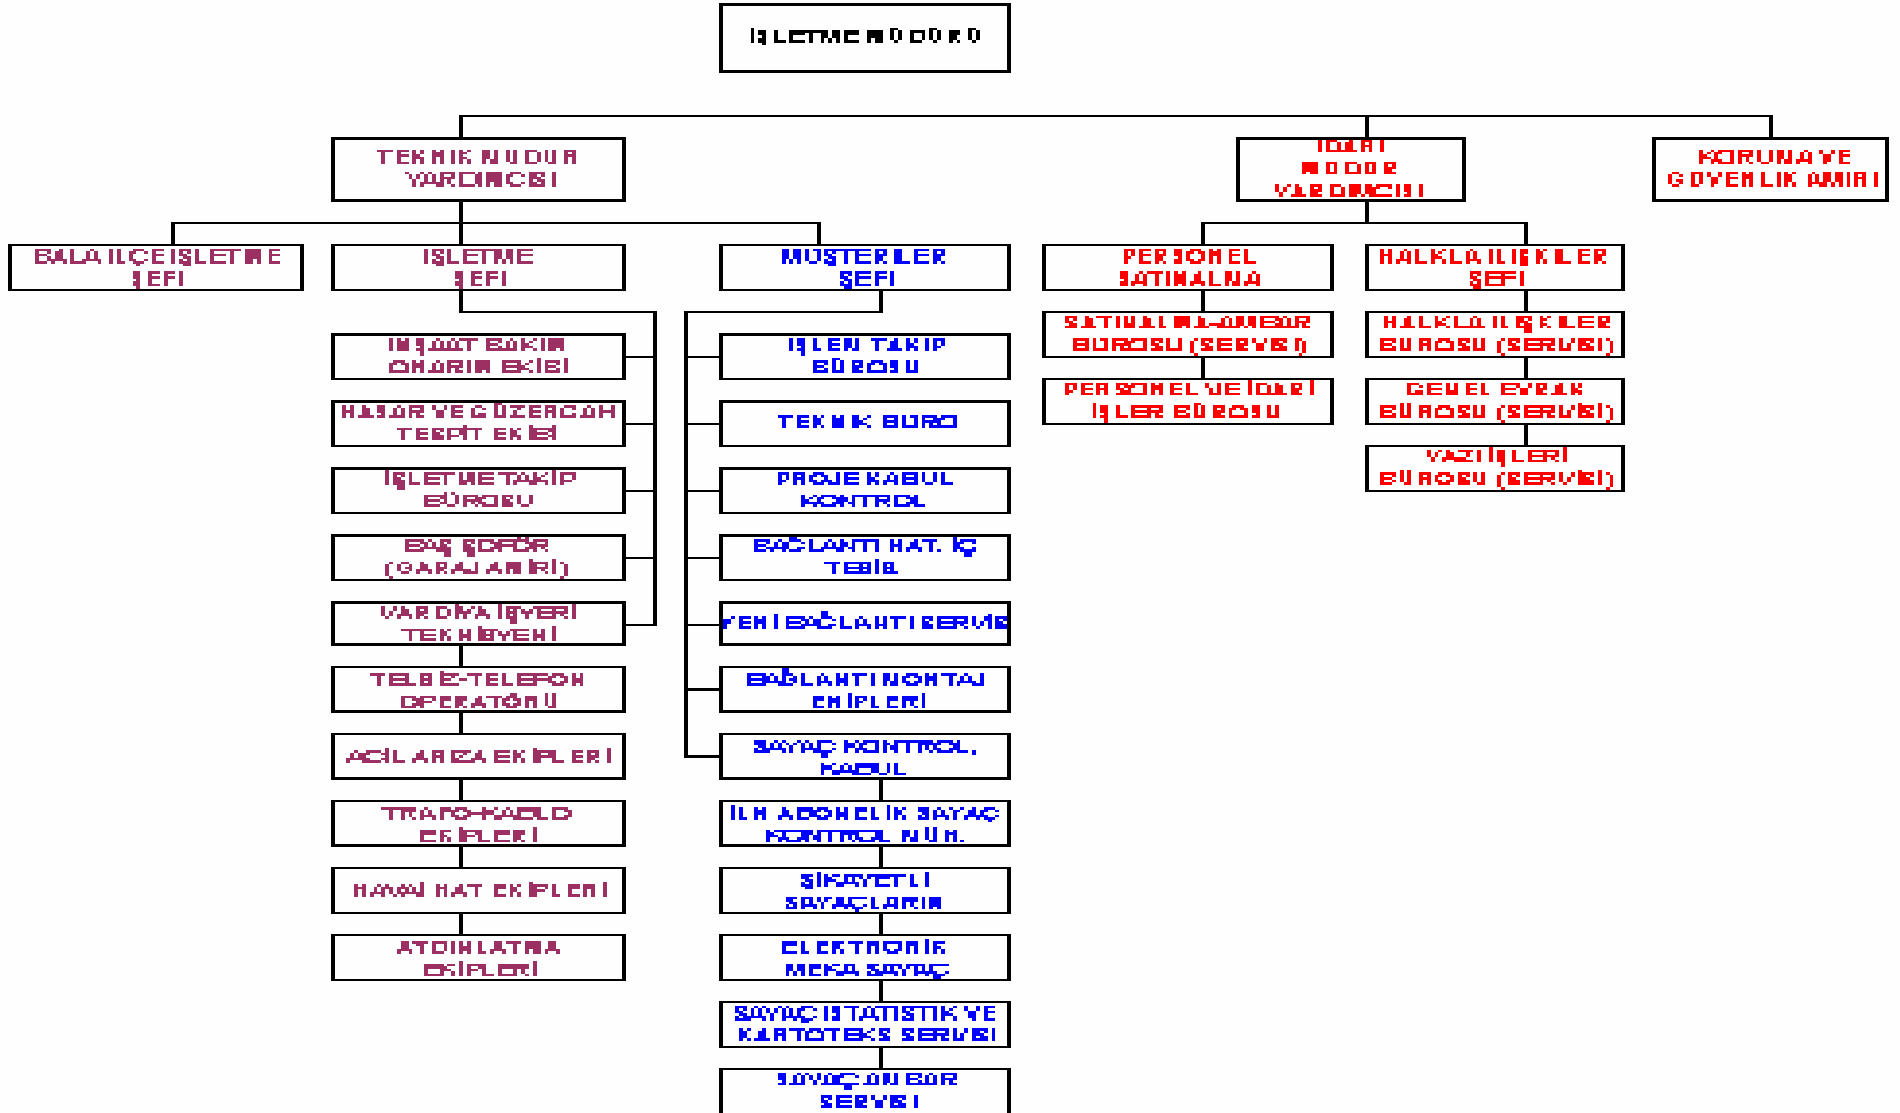 İŞLETME MÜDÜRÜ
TEKNİK MÜDÜR
YARDIMCISI
İDARİ
MÜDÜR
YARDIMCISI
KORUMA VE
GÜVENLİK AMİRİ
BALA İLÇE İŞLETME
ŞEFİ
İŞLETME
ŞEFİ
MÜŞTERİLER
ŞEFİ
PERSONEL
SATINALMA
HALKLA İLİŞKİLER
ŞEFİ
İNŞAAT BAKIM
ONARIM EKİBİ
HASAR VE GÜZERGAH
TESPİT EKİBİ
İŞLETME TAKİP
BÜROSU
BAŞ ŞOFÖR
(GARAJ AMİRİ)
VARDİYA İŞYERİ
TEKNİSYENİ
TELSİZ-TELEFON
OPERATÖRÜ
ACİL ARIZA EKİPLERİ
TRAFO-KABLO
EKİPLERİ
HAVAİ HAT EKİPLERİ
AYDINLATMA
EKİPLERİ
İŞLEM TAKİP
BÜROSU
TEKNİK BÜRO
PROJE KABUL
KONTROL
BAĞLANTI HAT. İÇ
TESİS.
YENİ BAĞLANTI SERVİS
BAĞLANTI MONTAJ
EKİPLERİ
SAYAÇ KONTROL,
KABUL
İLK ABONELİK SAYAÇ
KONTROL MÜH.
ŞİKAYETLİ
SAYAÇLARIN
ELEKTRONİK
MEKA SAYAÇ
SAYAÇ İSTATİSTİK VE
KARTOTEKS SERVİSİ
SAYAÇ AMBAR
SERVİSİ
SATINALMA-AMBAR
BÜROSU (SERVİSİ)
PERSONEL VE İDARİ
İŞLER BÜROSU
HALKLA İLİŞKİLER
BÜROSU (SERVİSİ)
GENEL EVRAK
BÜROSU (SERVİSİ)
YAZI İŞLERİ
BÜROSU (SERVİSİ)